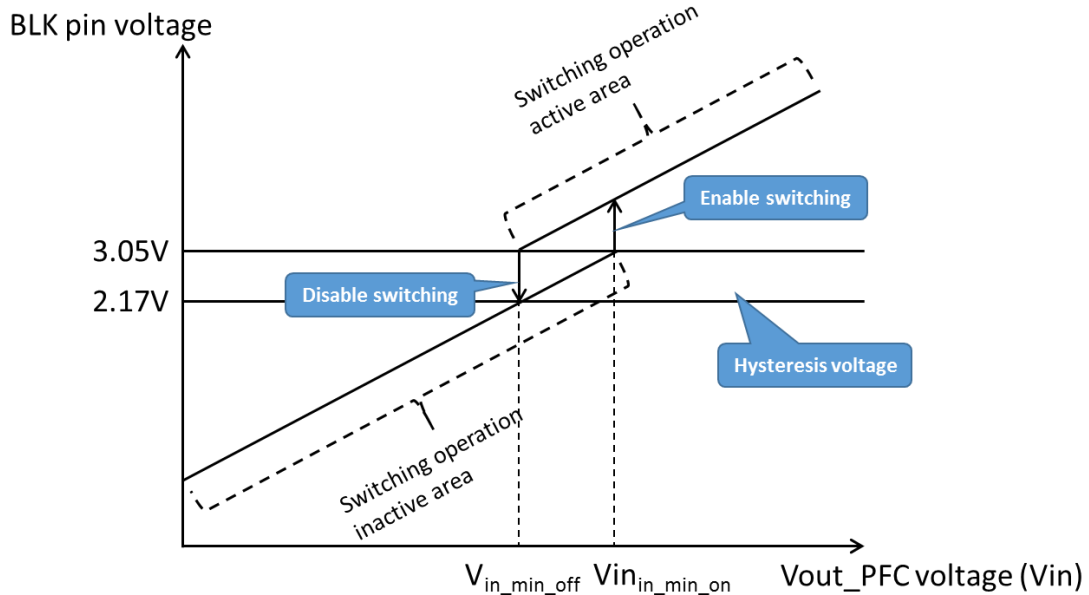 BLK pin voltage
Switching operation
active area
Enable switching
3.05V
Disable switching
2.17V
Hysteresis voltage
Switching operation
inactive area
Vin_min_off
Vinin_min_on
Vout_PFC voltage (Vin)